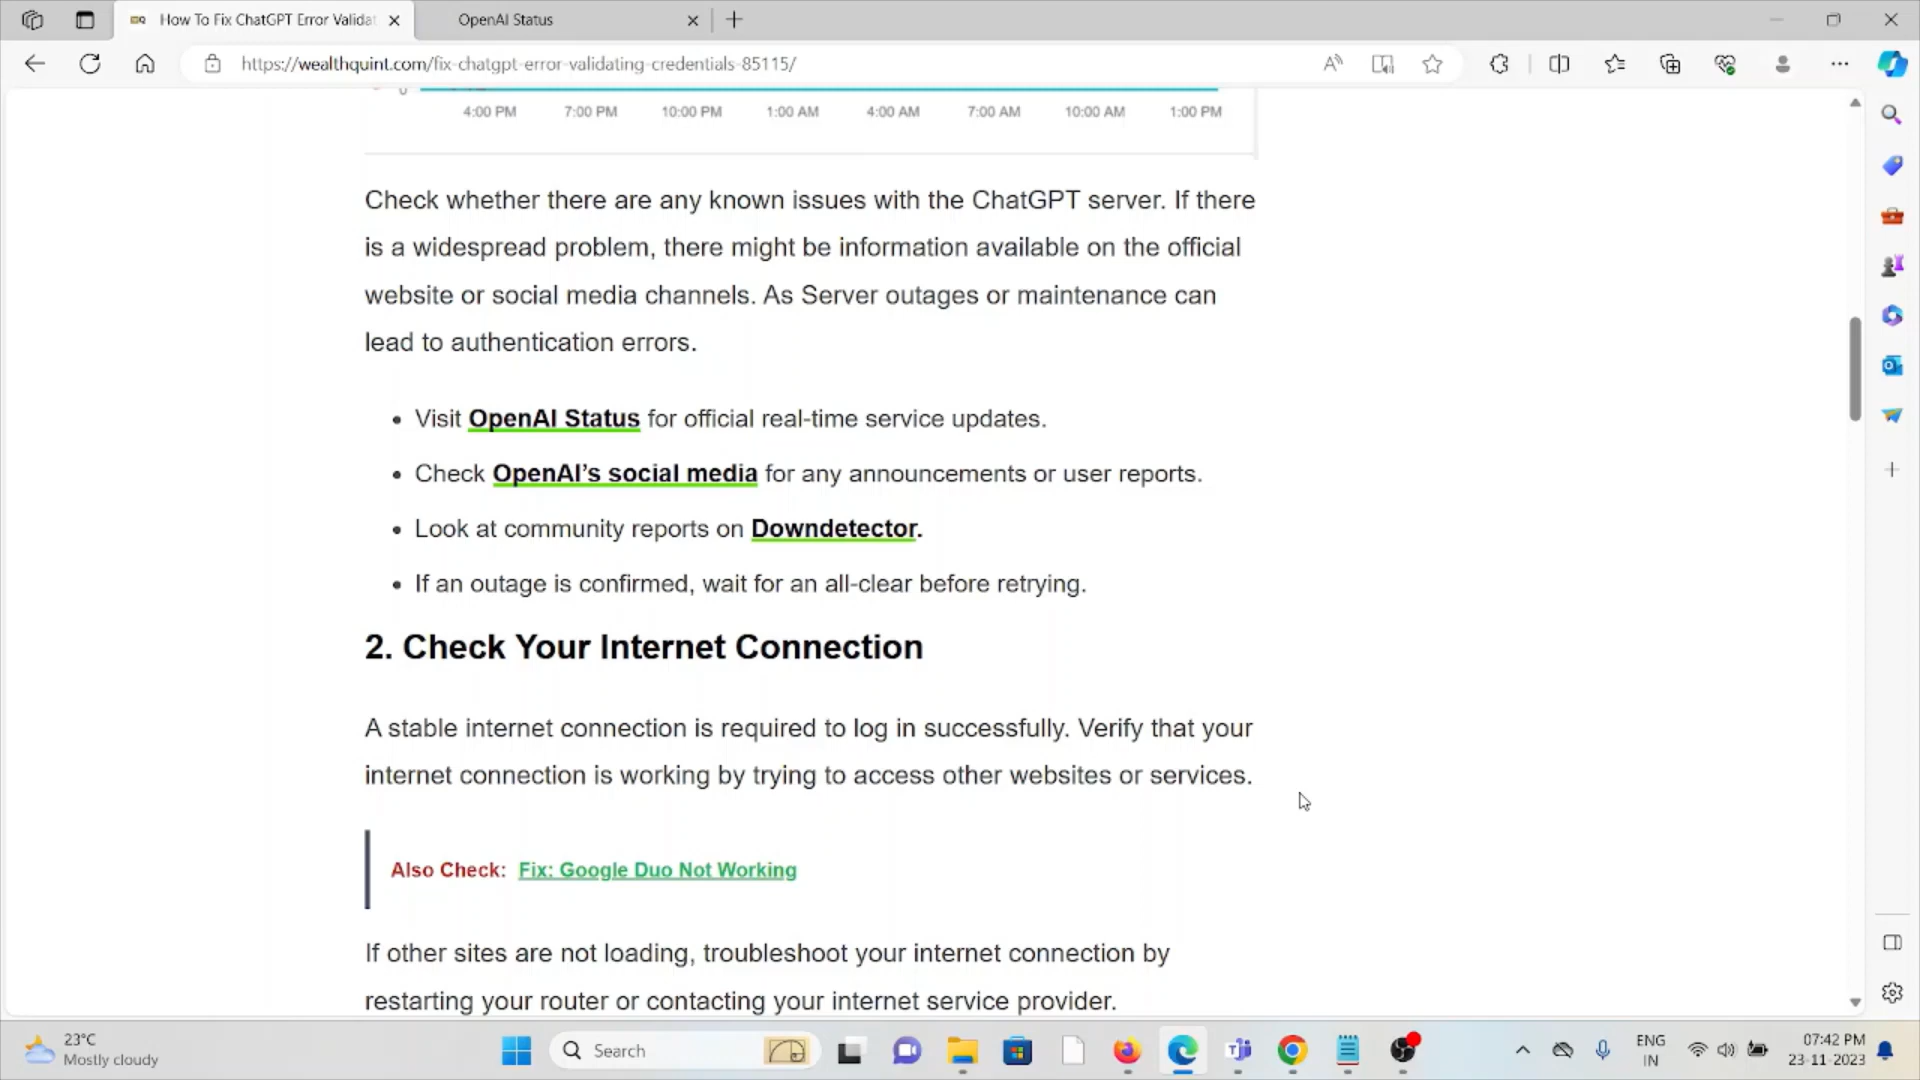 How To Fix ChatGPT Error Validat
OpenAI Status
https://wealthquint.com/fix-chatgpt-error-validating-credentials-85115/
0
4:00 PM 7:00 PM 10:00 PM 1:00 AM 4:00 AM 7:00 AM 10:00 AM 1:00 PM
Check whether there are any known issues with the ChatGPT server. If there
is a widespread problem, there might be information available on the official
website or social media channels. As Server outages or maintenance can
lead to authentication errors.
• Visit OpenAI Status for official real-time service updates.
• Check OpenAI’s social media for any announcements or user reports.
• Look at community reports on Downdetector.
• If an outage is confirmed, wait for an all-clear before retrying.
2. Check Your Internet Connection
A stable internet connection is required to log in successfully. Verify that your
internet connection is working by trying to access other websites or services.
Also Check: Fix: Google Duo Not Working
If other sites are not loading, troubleshoot your internet connection by
restarting your router or contacting your internet service provider.
23°C
Mostly cloudy
Search
ENG
IN
07:42 PM
23-11-2023